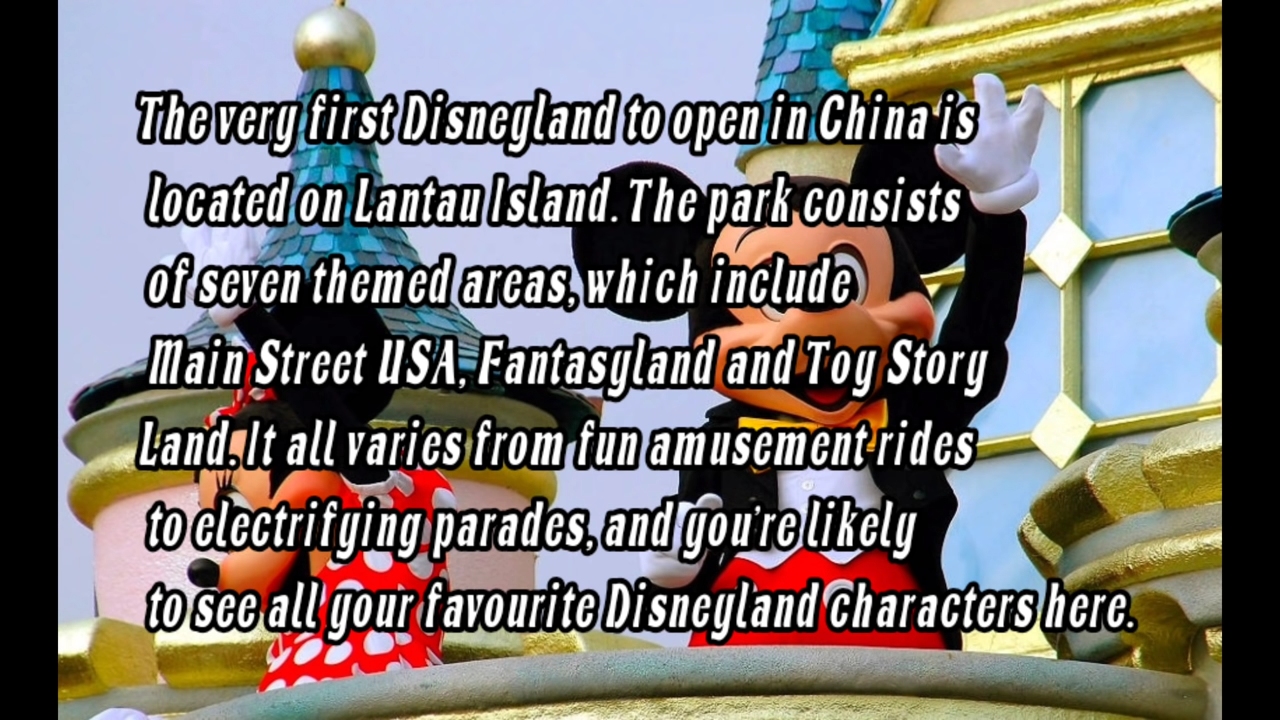 The very first Disneyland to open in China is
located on Lantau Island. The park consists
of seven themed areas, which include
Main Street USA, Fantasyland and Toy Story
Land. It all varies from fun amusement rides
to electrifying parades, and you're likely
to see all your favourite Disneyland characters here.